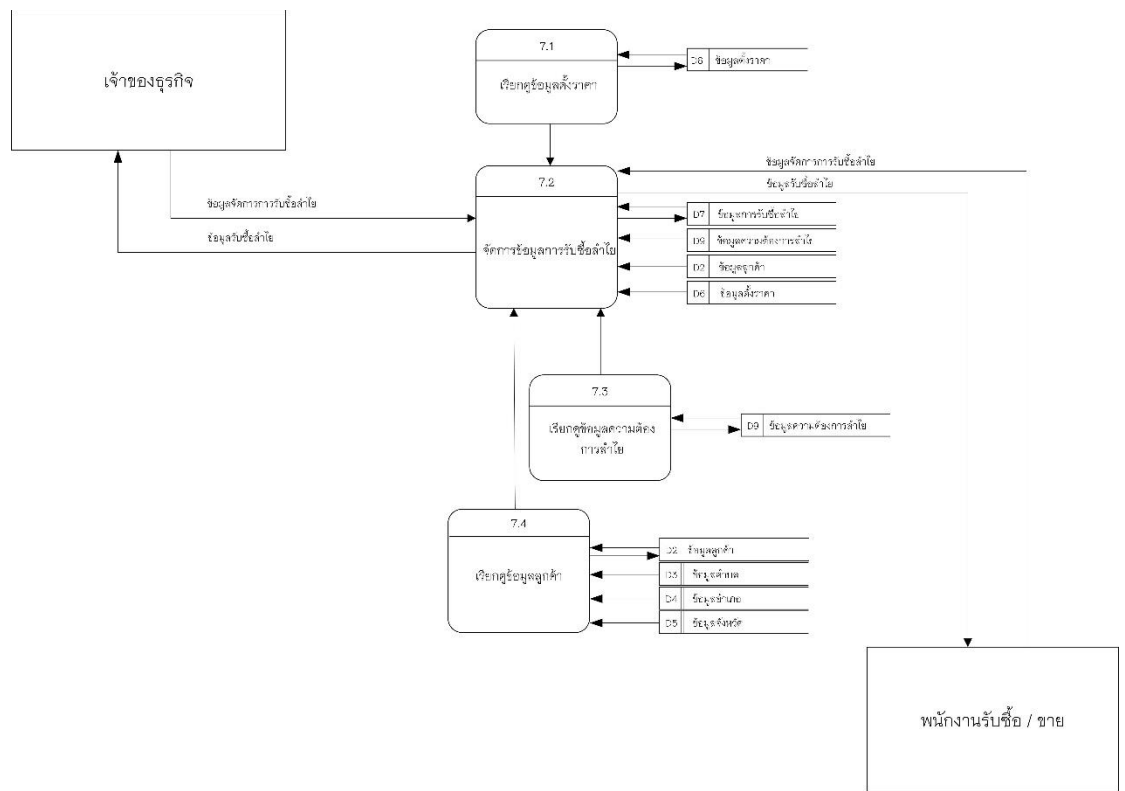 เจ้าของธุรกิจ
7.1
เรียกดูข้อมูลตั้งราคา
D6 ข้อมูลตั้งราคา
ข้อมูลจัดการการรับซื้อลำไย
ข้อมูลรับซื้อลำไย
7.2
จัดการข้อมูลการรับซื้อลำไย
ข้อมูลจัดการการรับซื้อลำไย
ข้อมูลรับซื้อลำไย
D7 ข้อมูลการรับซื้อลำไย
D9 ข้อมูลความต้องการลำไย
D2 ข้อมูลลูกค้า
D6 ข้อมูลตั้งราคา
7.3
เรียกดูข้อมูลความต้อง
การลำไย
D9 ข้อมูลความต้องการลำไย
7.4
เรียกดูข้อมูลลูกค้า
D2 ข้อมูลลูกค้า
D3 ข้อมูลตำบล
D4 ข้อมูลอำเภอ
D5 ข้อมูลจังหวัด
พนักงานรับซื้อ / ขาย